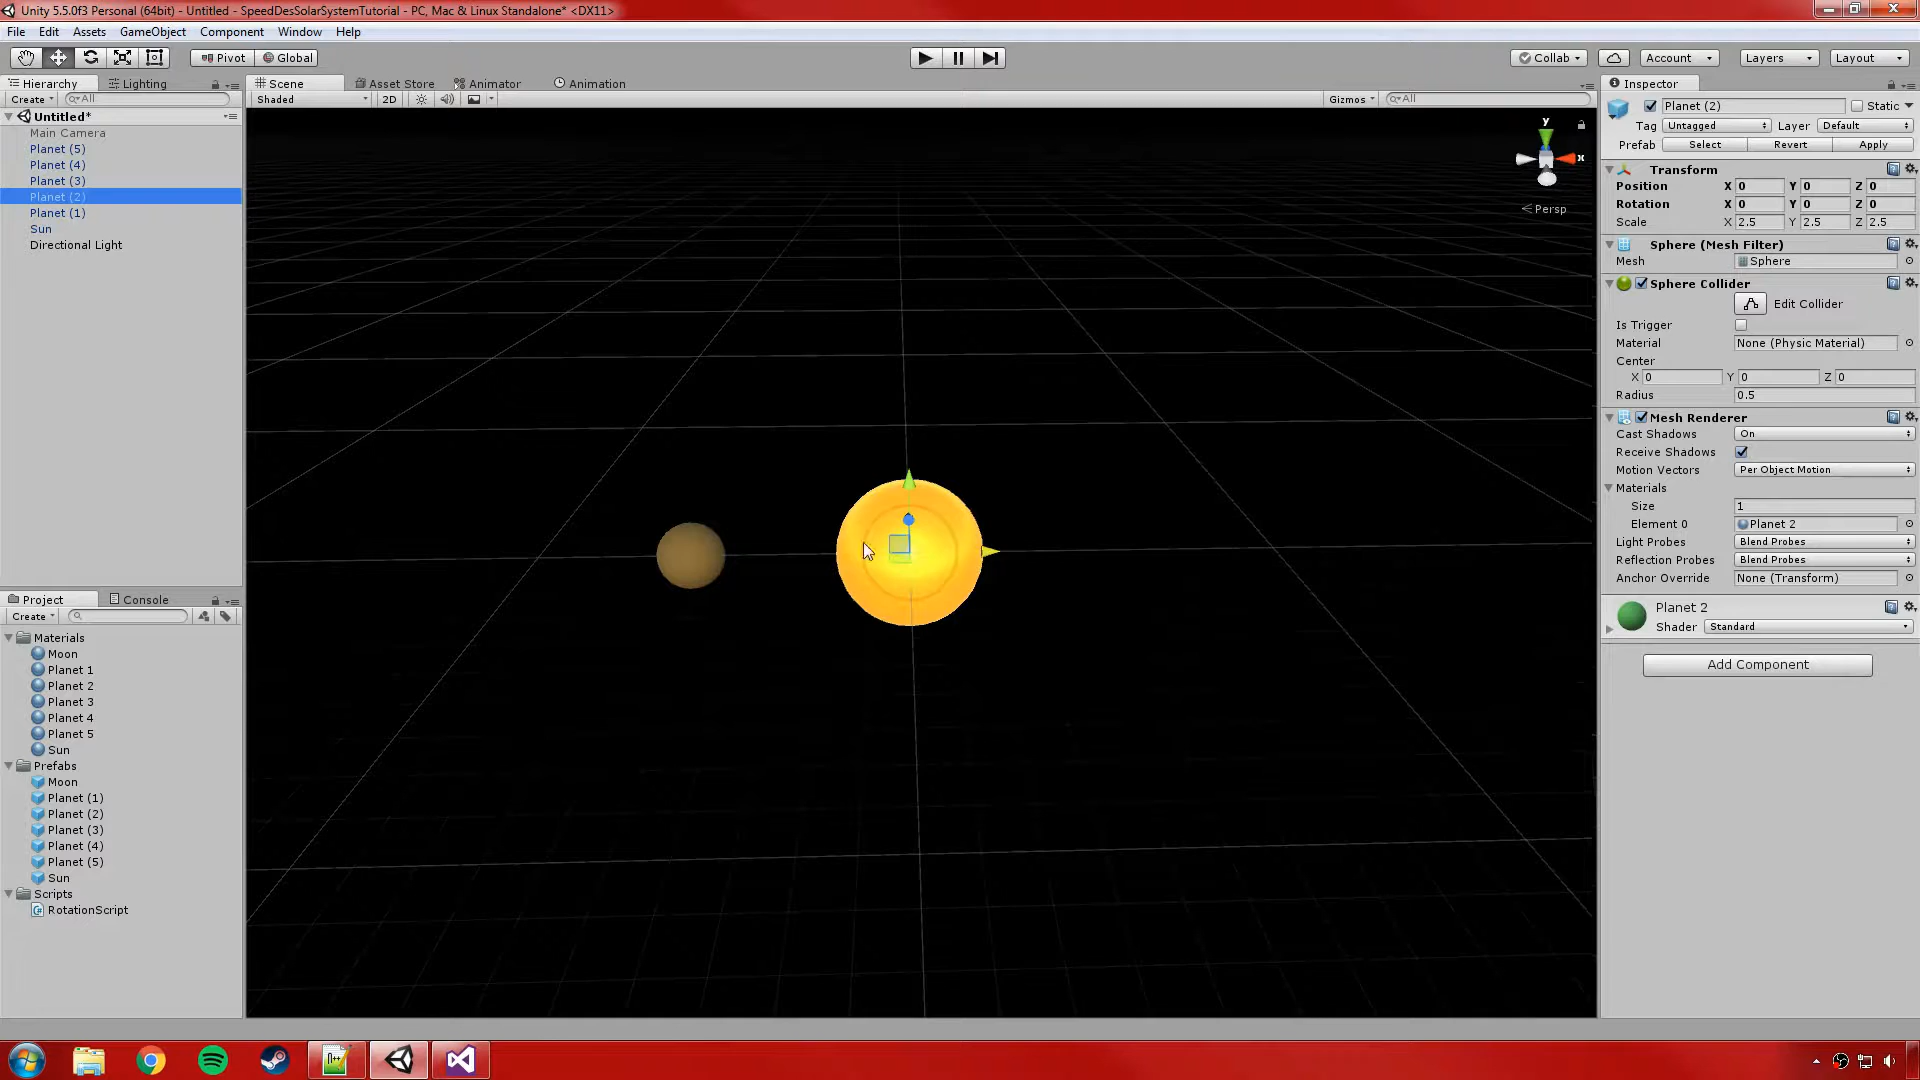 Unity 5.5.0f3 Personal (64bit) - Untitled - SpeedDesSolarSystemTutorial - PC, Mac & Linux Standalone* <DX11>
File Edit Assets GameObject Component Window Help
Pivot Global Collab Account Layers Layout
Hierarchy Lighting Scene Asset Store Animator Animation Inspector
Create All Shaded 2D Gizmos All
Untitled*
Main Camera
Planet (5)
Planet (4)
Planet (3)
Planet (2)
Planet (1)
Sun
Directional Light
y
x
Persp
Planet (2) Static
Tag Untagged Layer Default
Prefab Select Revert Apply
Transform
Position X 0 Y 0 Z 0
Rotation X 0 Y 0 Z 0
Scale X 2.5 Y 2.5 Z 2.5
Sphere (Mesh Filter)
Mesh Sphere
Sphere Collider
Edit Collider
Is Trigger
Material None (Physic Material)
Center
X 0 Y 0 Z 0
Radius 0.5
Mesh Renderer
Cast Shadows On
Receive Shadows
Motion Vectors Per Object Motion
Materials
Size 1
Element 0 Planet 2
Light Probes Blend Probes
Reflection Probes Blend Probes
Anchor Override None (Transform)
Planet 2
Shader Standard
Add Component
Project Console
Create
Materials
Moon
Planet 1
Planet 2
Planet 3
Planet 4
Planet 5
Sun
Prefabs
Moon
Planet (1)
Planet (2)
Planet (3)
Planet (4)
Planet (5)
Sun
Scripts
RotationScript